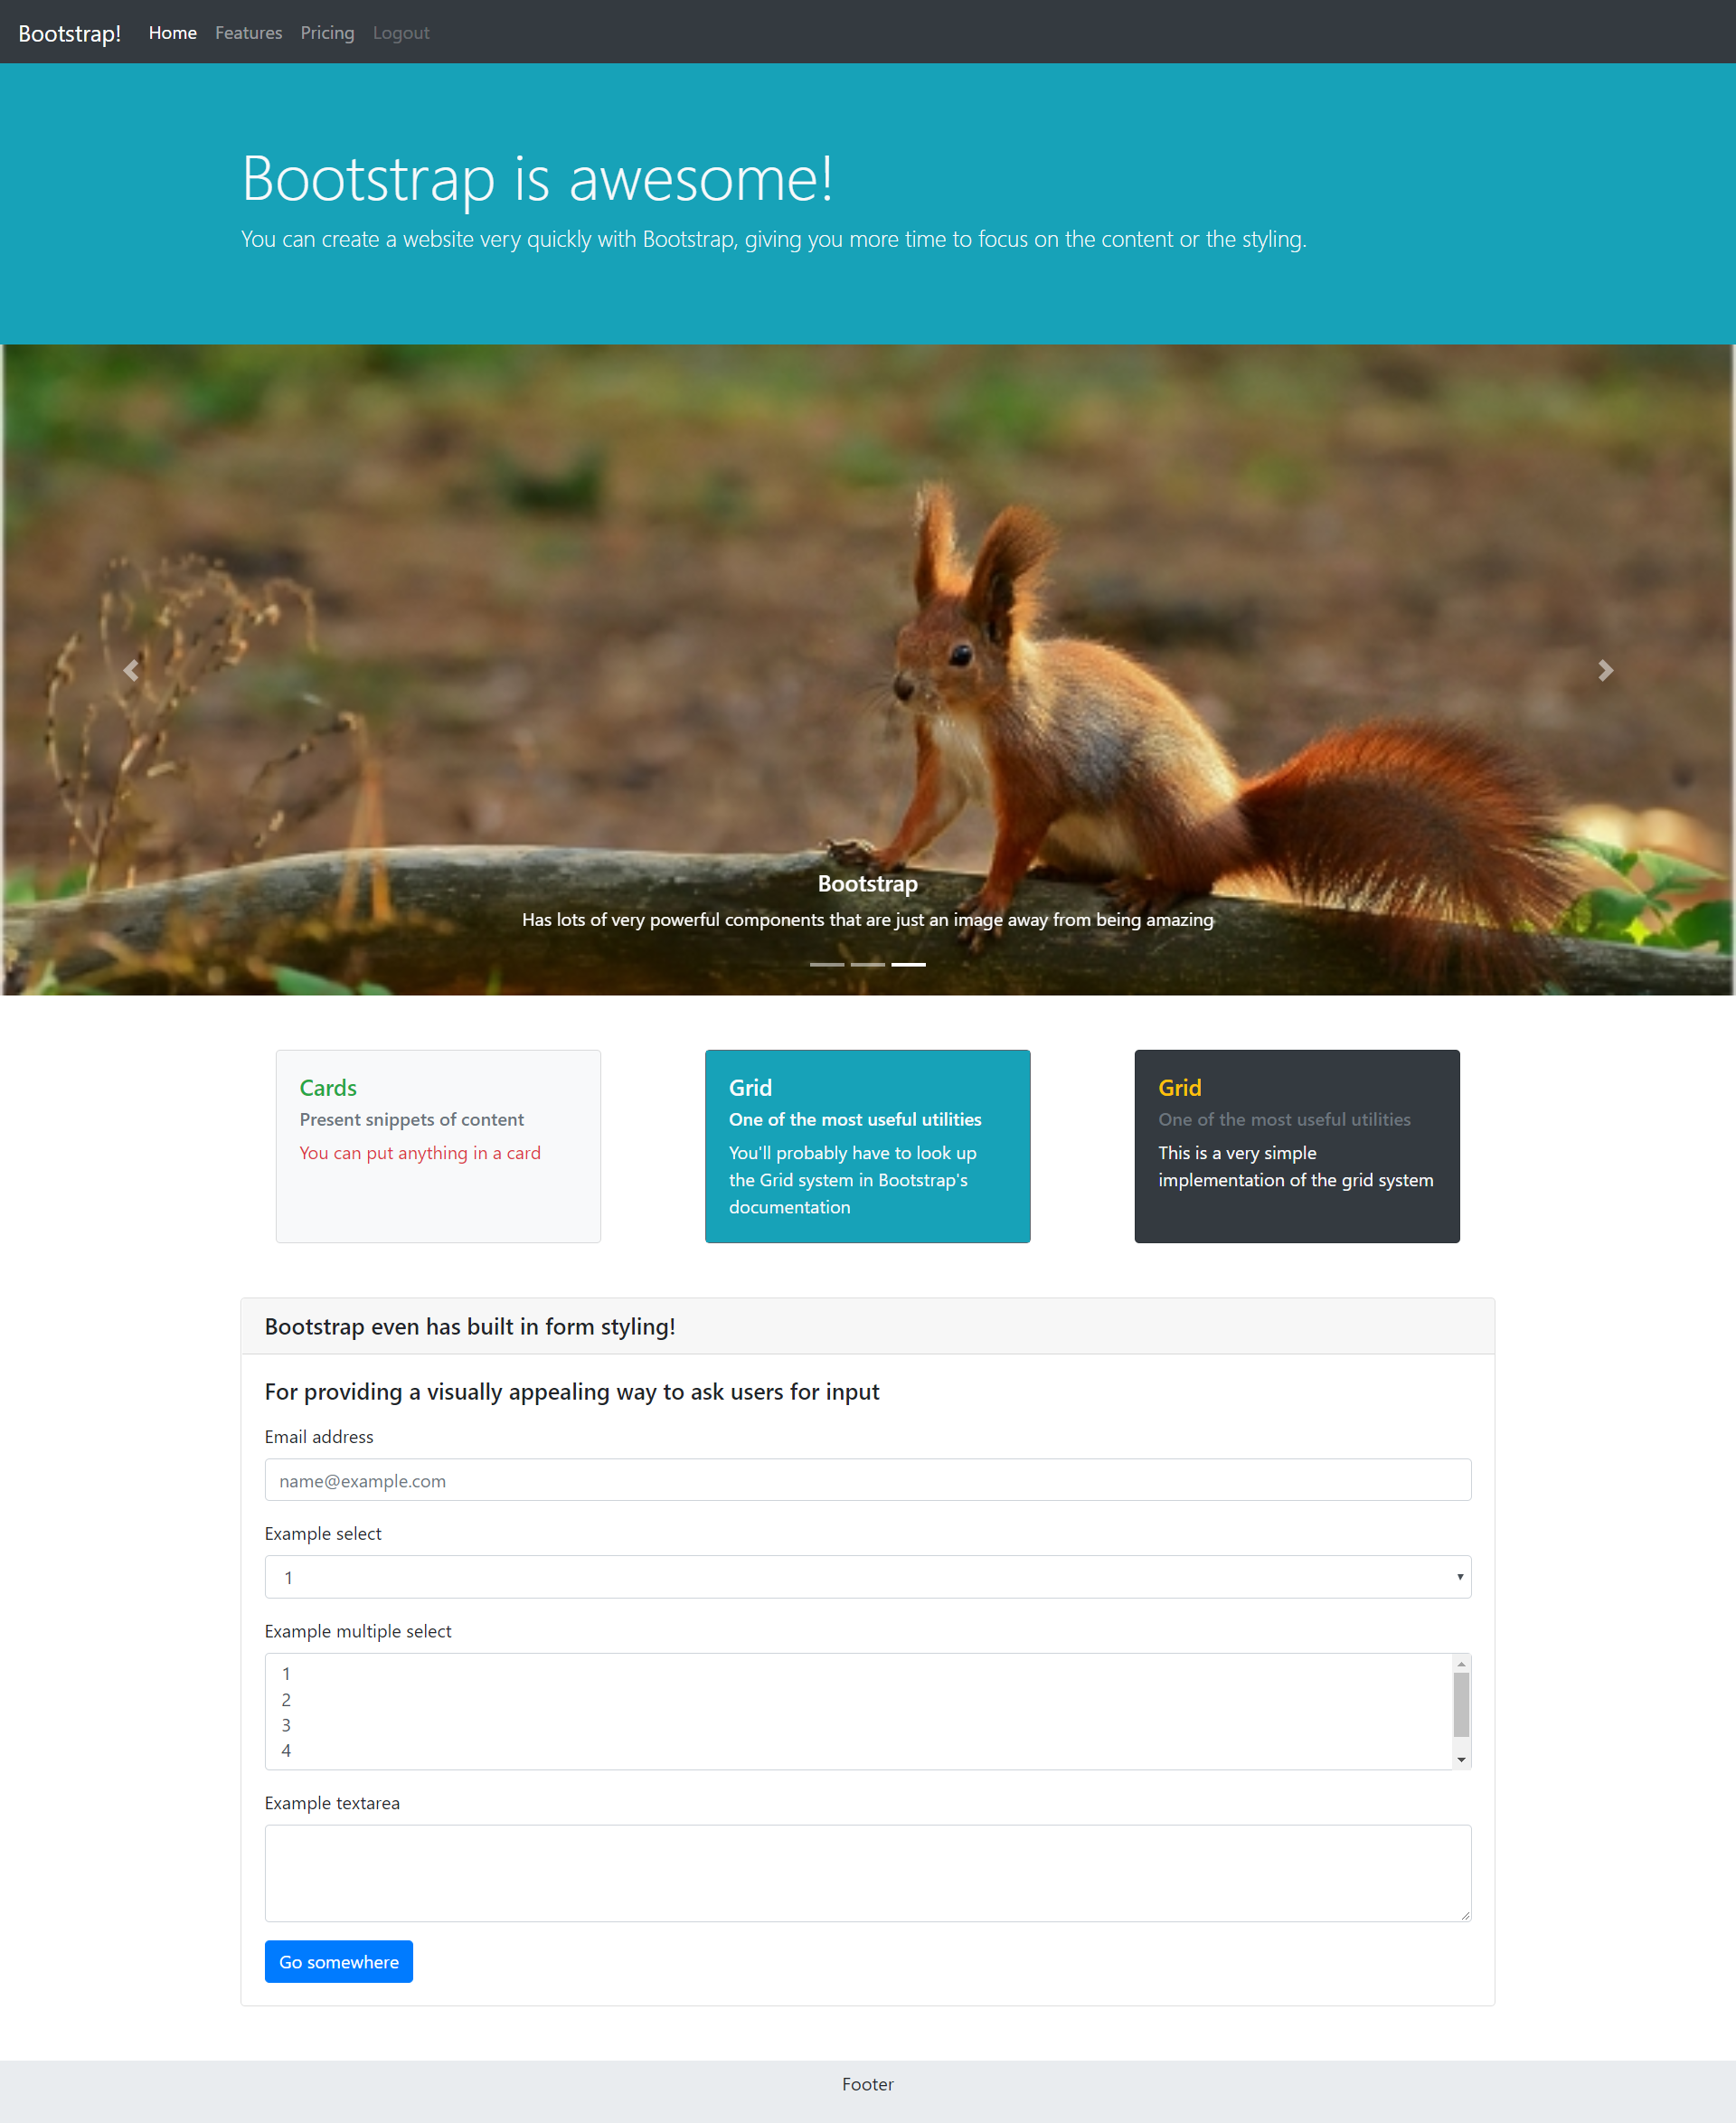 Bootstrap! Home Features Pricing Logout
Bootstrap is awesome!
You can create a website very quickly with Bootstrap, giving you more time to focus on the content or the styling.
Bootstrap
Has lots of very powerful components that are just an image away from being amazing
Cards
Present snippets of content
You can put anything in a card
Grid
One of the most useful utilities
You'll probably have to look up
the Grid system in Bootstrap's
documentation
Grid
One of the most useful utilities
This is a very simple
implementation of the grid system
Bootstrap even has built in form styling!
For providing a visually appealing way to ask users for input
Email address
name@example.com
Example select
1
Example multiple select
1
2
3
4
Example textarea
Go somewhere
Footer